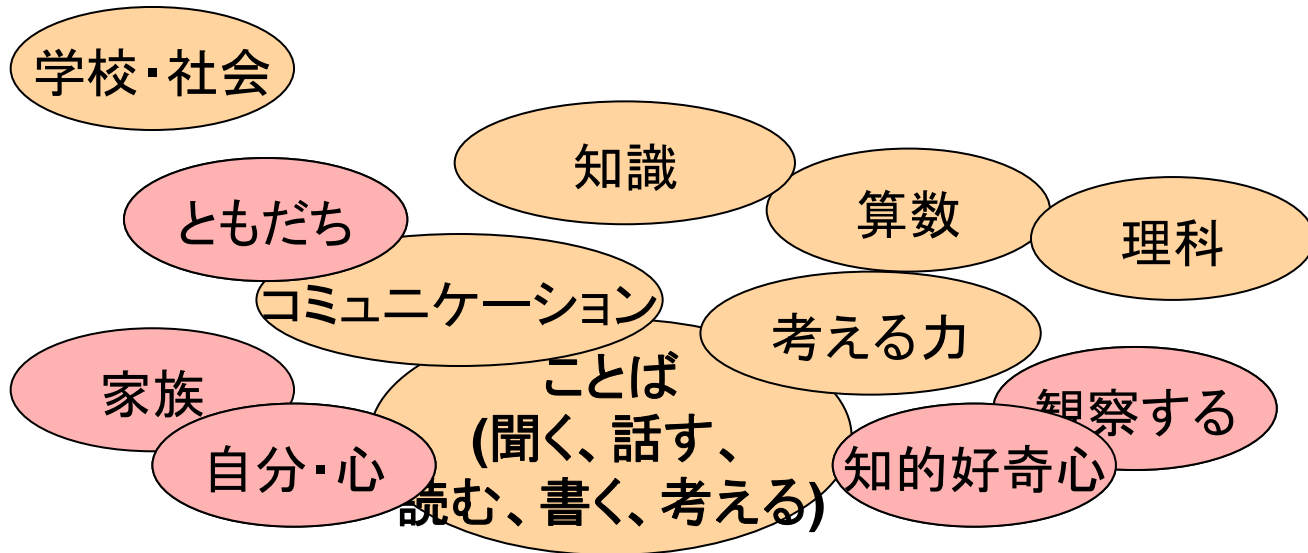 学校・社会
知識
ともだち
算数
理科
コミュニケーション
考える力
ことば
(聞く、話す、
読む、書く、考える)
家族
観察する
自分・心
知的好奇心